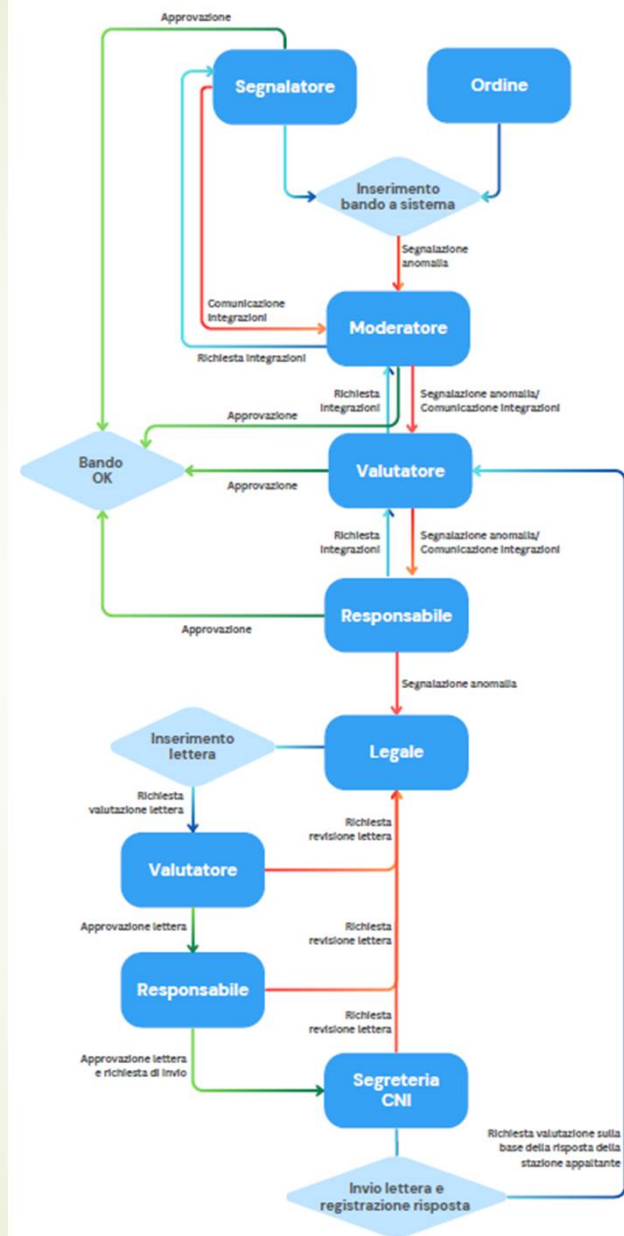 Approvazione
Segnalatore
Ordine
Inserimento
bando a sistema
Segnalazione
anomalia
Comunicazione
Integrazioni
Moderatore
Richiesta Integrazioni
Richiesta
Integrazioni
Segnalazione anomalia/
Comunicazione Integrazioni
Approvazione
Bando
OK
Valutatore
Approvazione
Richiesta
Integrazioni
Segnalazione anomalia/
Comunicazione Integrazioni
Responsabile
Approvazione
Segnalazione anomalia
Inserimento
lettera
Legale
Richiesta
valutazione lettera
Richiesta
revisione lettera
Valutatore
Approvazione lettera
Richiesta
revisione lettera
Responsabile
Richiesta
revisione lettera
Approvazione lettera
e richiesta di invio
Segreteria
CNI
Richiesta valutazione sulla
base della risposta della
stazione appaltante
Invio lettera e
registrazione risposta